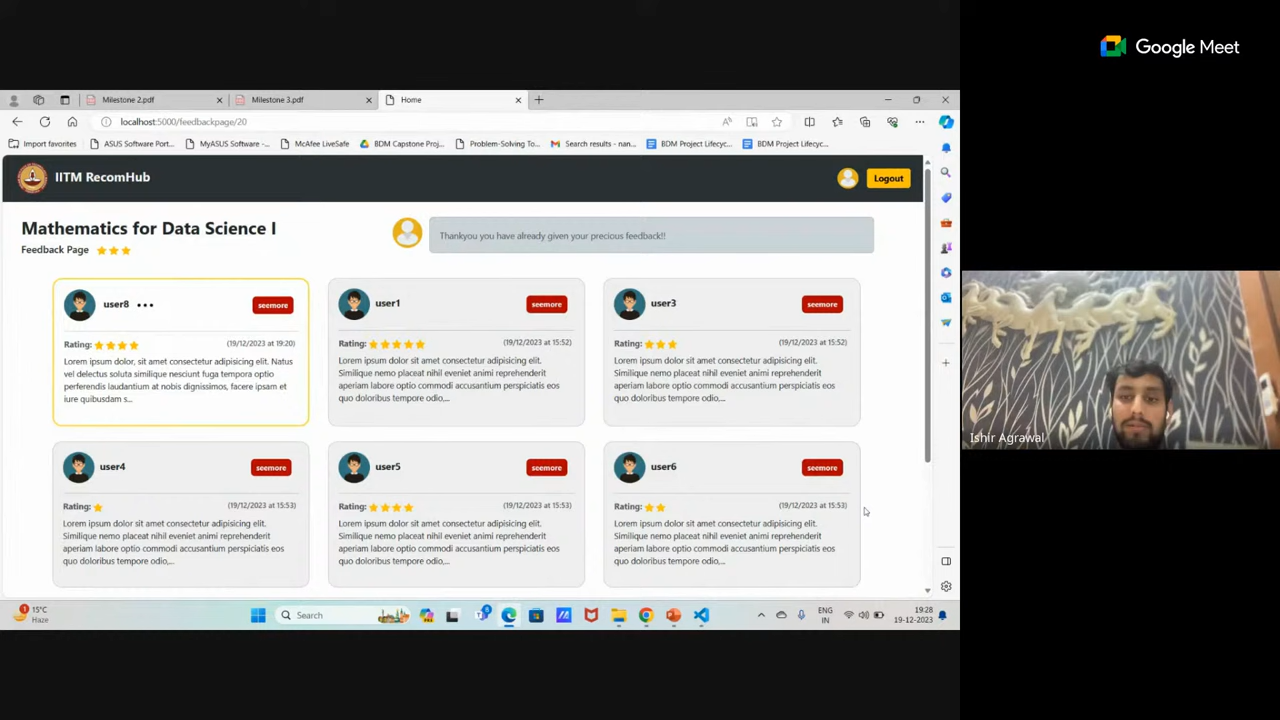 Google Meet
Milestone 2.pdf
Milestone 3.pdf
Home
localhost:5000/feedbackpage/20
Import favorites
ASUS Software Port...
MyASUS Software -...
McAfee LiveSafe
BDM Capstone Proj...
Problem-Solving To...
Search results - nan...
BDM Project Lifecyc...
BDM Project Lifecyc...
IITM RecomHub
Logout
Mathematics for Data Science I
Feedback Page
Thankyou you have already given your precious feedback!!
user8
seemore
Rating:
(19/12/2023 at 19:20)
Lorem ipsum dolor, sit amet consectetur adipisicing elit. Natus
vel delectus soluta similique nesciunt fuga tempora optio
perferendis laudantium at nobis dignissimos, facere ipsam et
iure quibusdam s...
user1
seemore
Rating:
(19/12/2023 at 15:52)
Lorem ipsum dolor sit amet consectetur adipisicing elit.
Similique nemo placeat nihil eveniet animi reprehenderit
aperiam labore optio commodi accusantium perspiciatis eos
quo doloribus tempore odio,...
user3
seemore
Rating:
(19/12/2023 at 15:52)
Lorem ipsum dolor sit amet consectetur adipisicing elit.
Similique nemo placeat nihil eveniet animi reprehenderit
aperiam labore optio commodi accusantium perspiciatis eos
quo doloribus tempore odio,...
user4
seemore
Rating:
(19/12/2023 at 15:53)
Lorem ipsum dolor sit amet consectetur adipisicing elit.
Similique nemo placeat nihil eveniet animi reprehenderit
aperiam labore optio commodi accusantium perspiciatis eos
quo doloribus tempore odio,...
user5
seemore
Rating:
(19/12/2023 at 15:53)
Lorem ipsum dolor sit amet consectetur adipisicing elit.
Similique nemo placeat nihil eveniet animi reprehenderit
aperiam labore optio commodi accusantium perspiciatis eos
quo doloribus tempore odio,...
user6
seemore
Rating:
(19/12/2023 at 15:53)
Lorem ipsum dolor sit amet consectetur adipisicing elit.
Similique nemo placeat nihil eveniet animi reprehenderit
aperiam labore optio commodi accusantium perspiciatis eos
quo doloribus tempore odio,...
Ishir Agrawal
1
15°C
Haze
Search
ENG
IN
19:28
19-12-2023